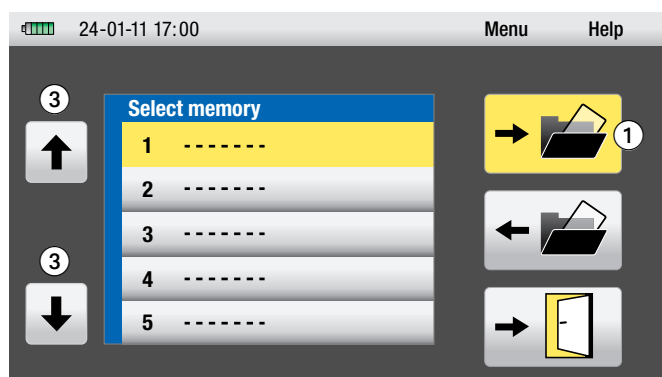 24-01-11 17:00 Menu Help
3
Select memory
1 - - - - - - -
1
2 - - - - - - -
3 - - - - - - -
3
4 - - - - - - -
5 - - - - - - -